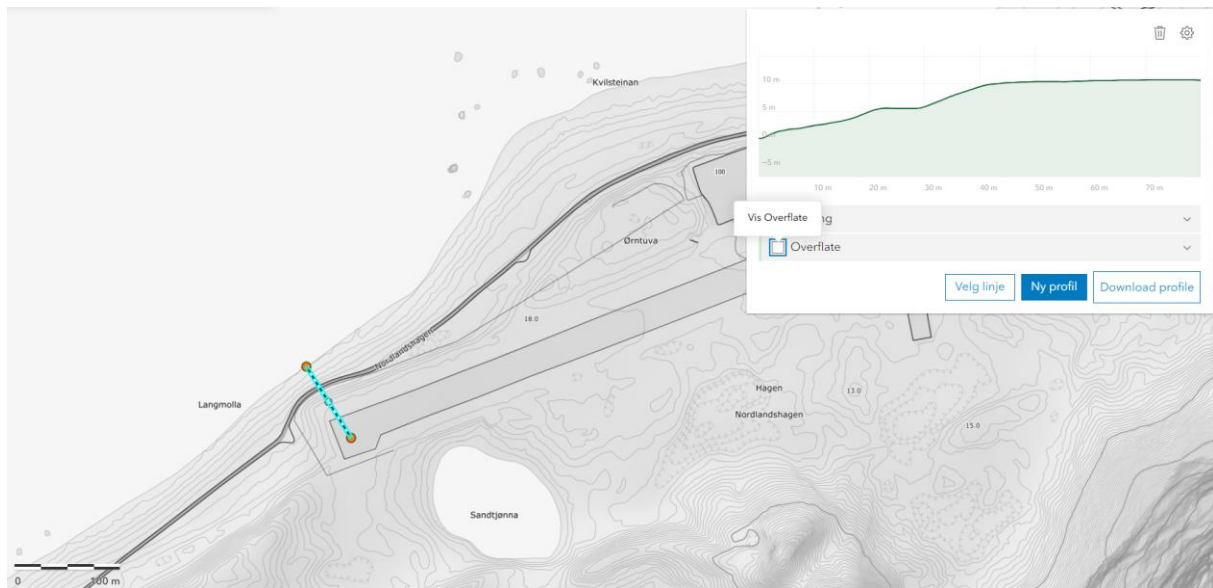 Kvilsteinan
100
Ørntuva
18.0
Nordlandshagen
Langmolla
Hagen
13.0
Nordlandshagen
15.0
Sandtjønna
0 100 m
10 m
5 m
0 m
−5 m
10 m 20 m 30 m 40 m 50 m 60 m 70 m
Vis Overflate
ng
Overflate
Velg linje Ny profil Download profile